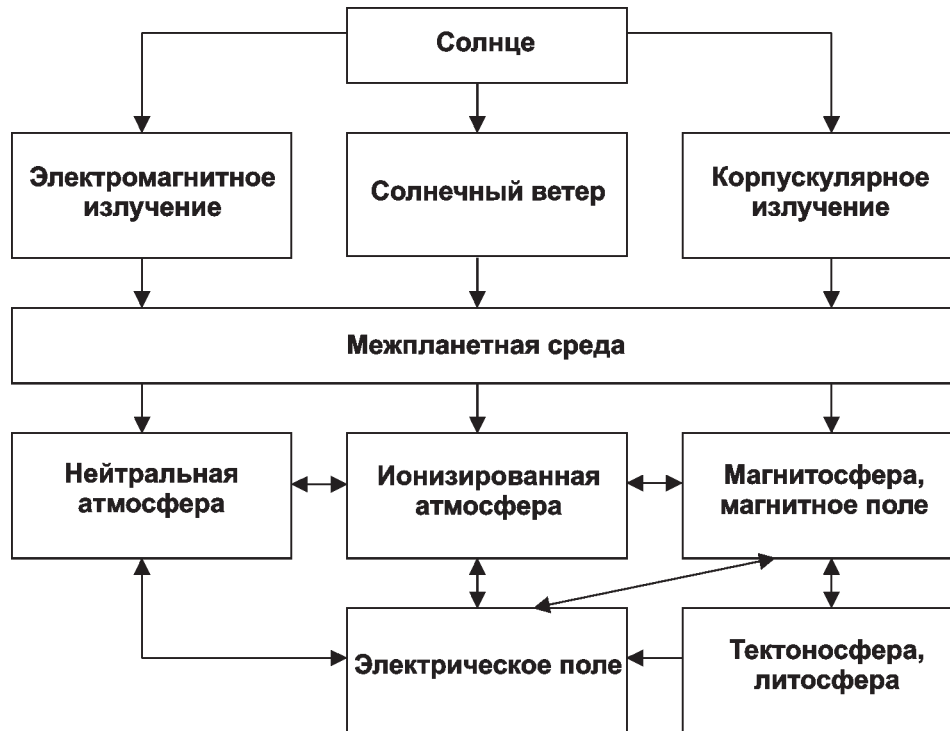 Солнце
Электромагнитное
излучение
Солнечный ветер
Корпускулярное
излучение
Межпланетная среда
Нейтральная
атмосфера
Ионизированная
атмосфера
Магнитосфера,
магнитное поле
Электрическое поле
Тектоносфера,
литосфера